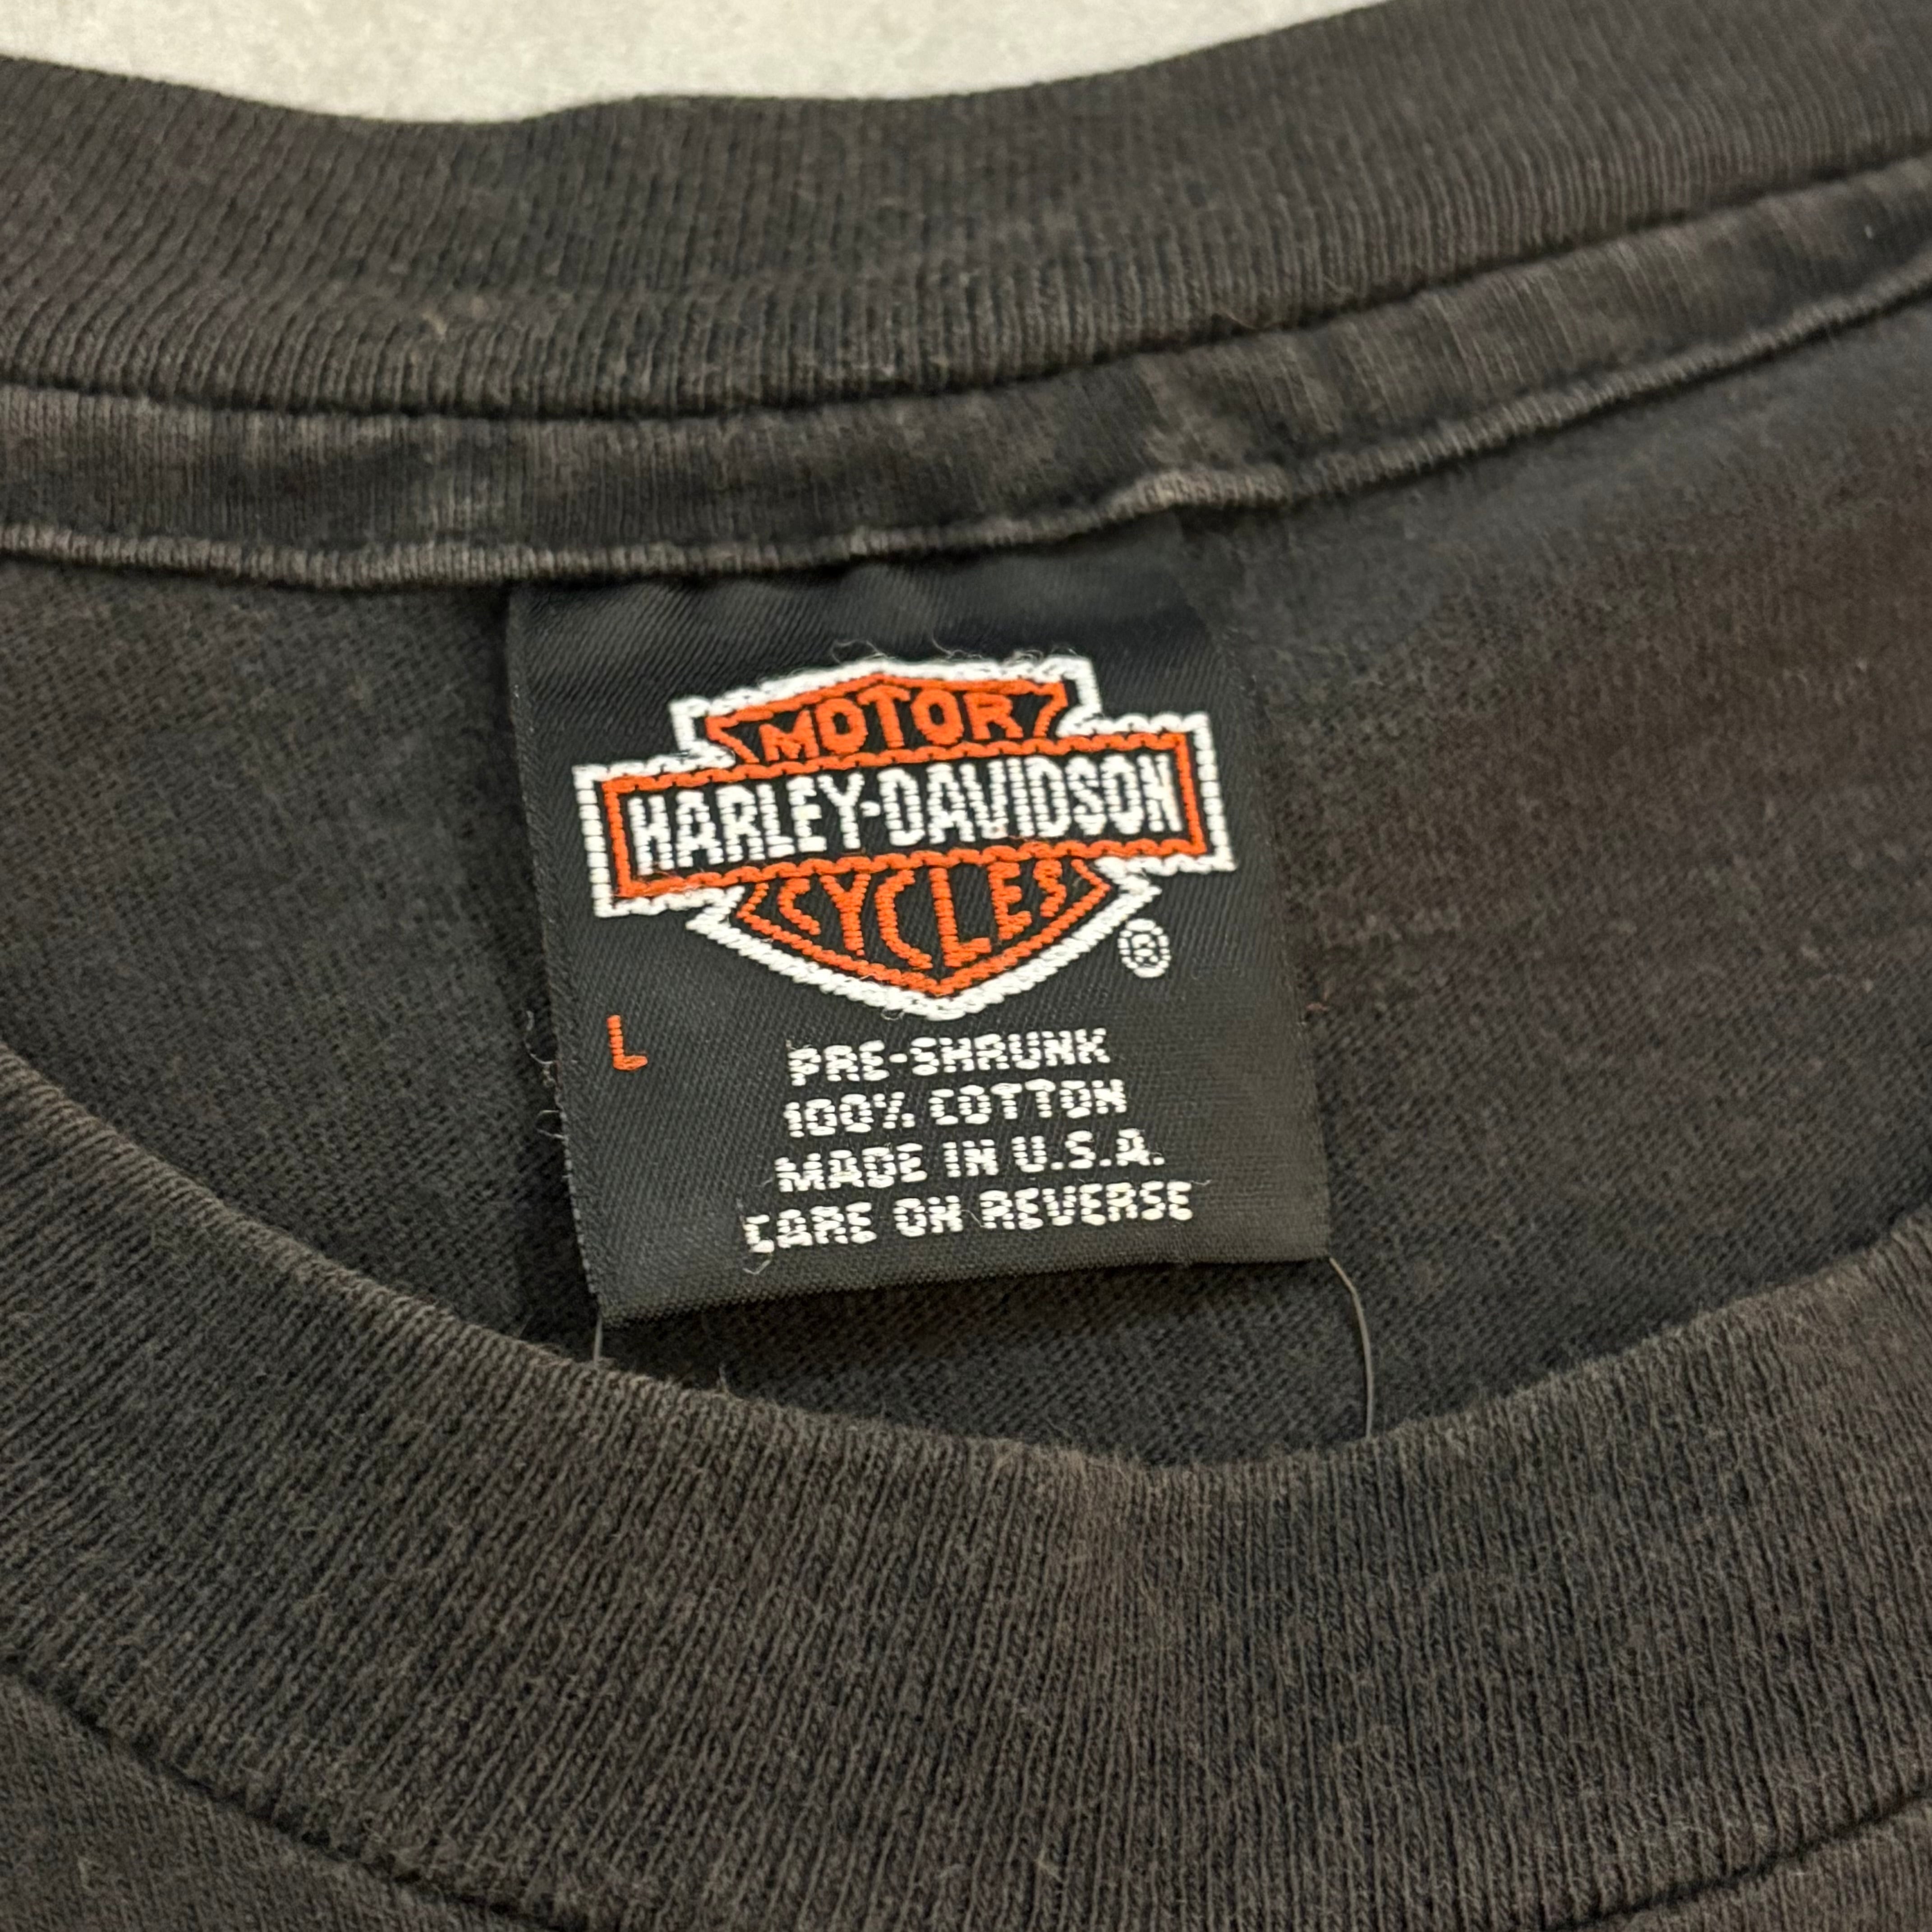 MOTOR
HARLEY-DAVIDSON
CYCLES
®
L
PRE-SHRUNK
100% COTTON
MADE IN U.S.A.
CARE ON REVERSE